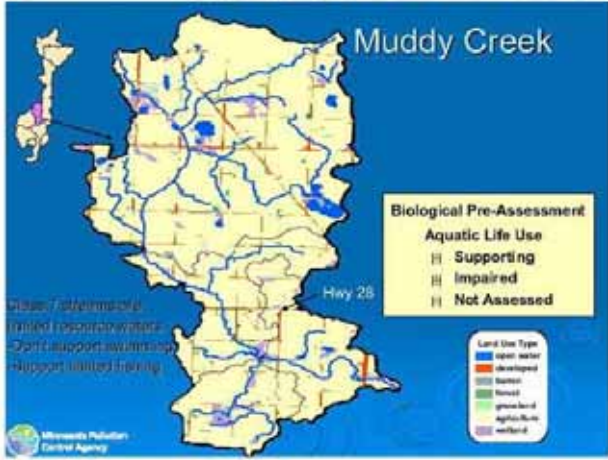 Muddy Creek
Biological Pre-Assessment
Aquatic Life Use
Supporting
Impaired
Not Assessed
Hwy 28
Class 7 streams are
limited resource waters
-Don't support swimming
-Support limited fishing
Land Use Type
open water
developed
barren
forest
grassland
agriculture
wetland
Minnesota Pollution
Control Agency